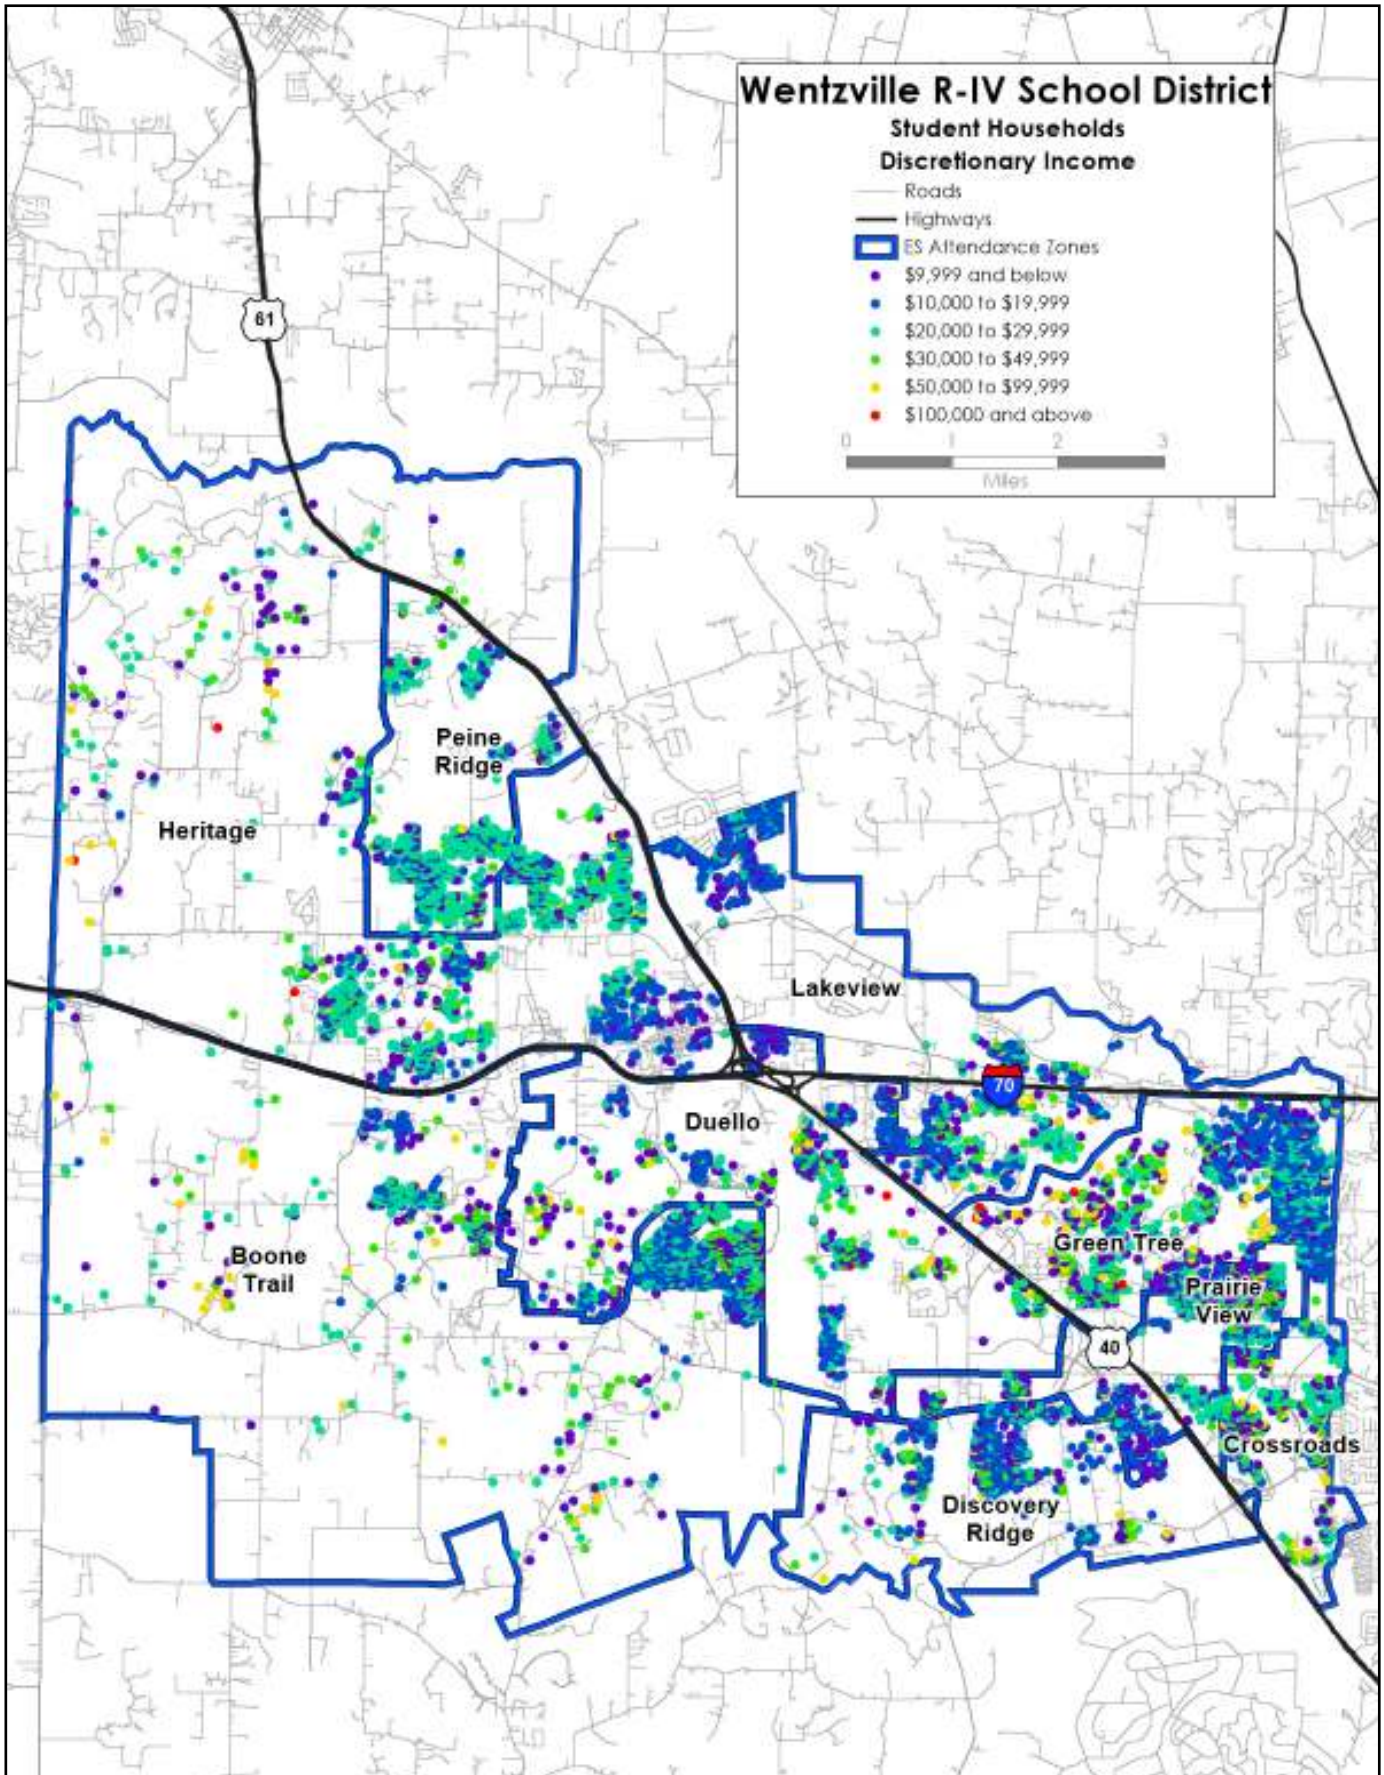 Wentzville R-IV School District
Student Households
Discretionary Income
Roads
Highways
ES Attendance Zones
$9,999 and below
$10,000 to $19,999
$20,000 to $29,999
$30,000 to $49,999
$50,000 to $99,999
$100,000 and above
0 1 2 3
Miles
61
Peine
Ridge
Heritage
Lakeview
70
Duello
Green Tree
Boone
Trail
Prairie
View
40
Crossroads
Discovery
Ridge